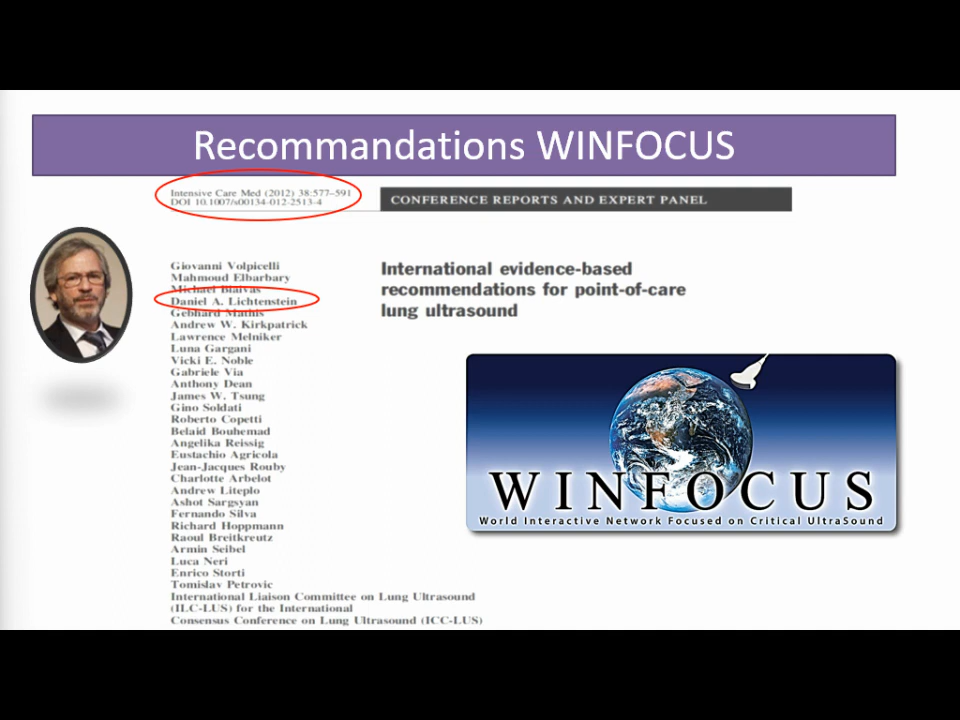 Recommandations WINFOCUS
Intensive Care Med (2012) 38:577–591
DOI 10.1007/s00134-012-2513-4
CONFERENCE REPORTS AND EXPERT PANEL
Giovanni Volpicelli
Mahmoud Elbarbary
Michael Blaivas
Daniel A. Lichtenstein
Gebhard Mathis
Andrew W. Kirkpatrick
Lawrence Melniker
Luna Gargani
Vicki E. Noble
Gabriele Via
Anthony Dean
James W. Tsung
Gino Soldati
Roberto Copetti
Belaid Bouhemad
Angelika Reissig
Eustachio Agricola
Jean-Jacques Rouby
Charlotte Arbelot
Andrew Liteplo
Ashot Sargsyan
Fernando Silva
Richard Hoppmann
Raoul Breitkreutz
Armin Seibel
Luca Neri
Enrico Storti
Tomislav Petrovic
International Liaison Committee on Lung Ultrasound
(ILC-LUS) for the International
Consensus Conference on Lung Ultrasound (ICC-LUS)
International evidence-based
recommendations for point-of-care
lung ultrasound
WINFOCUS
World Interactive Network Focused on Critical UltraSound